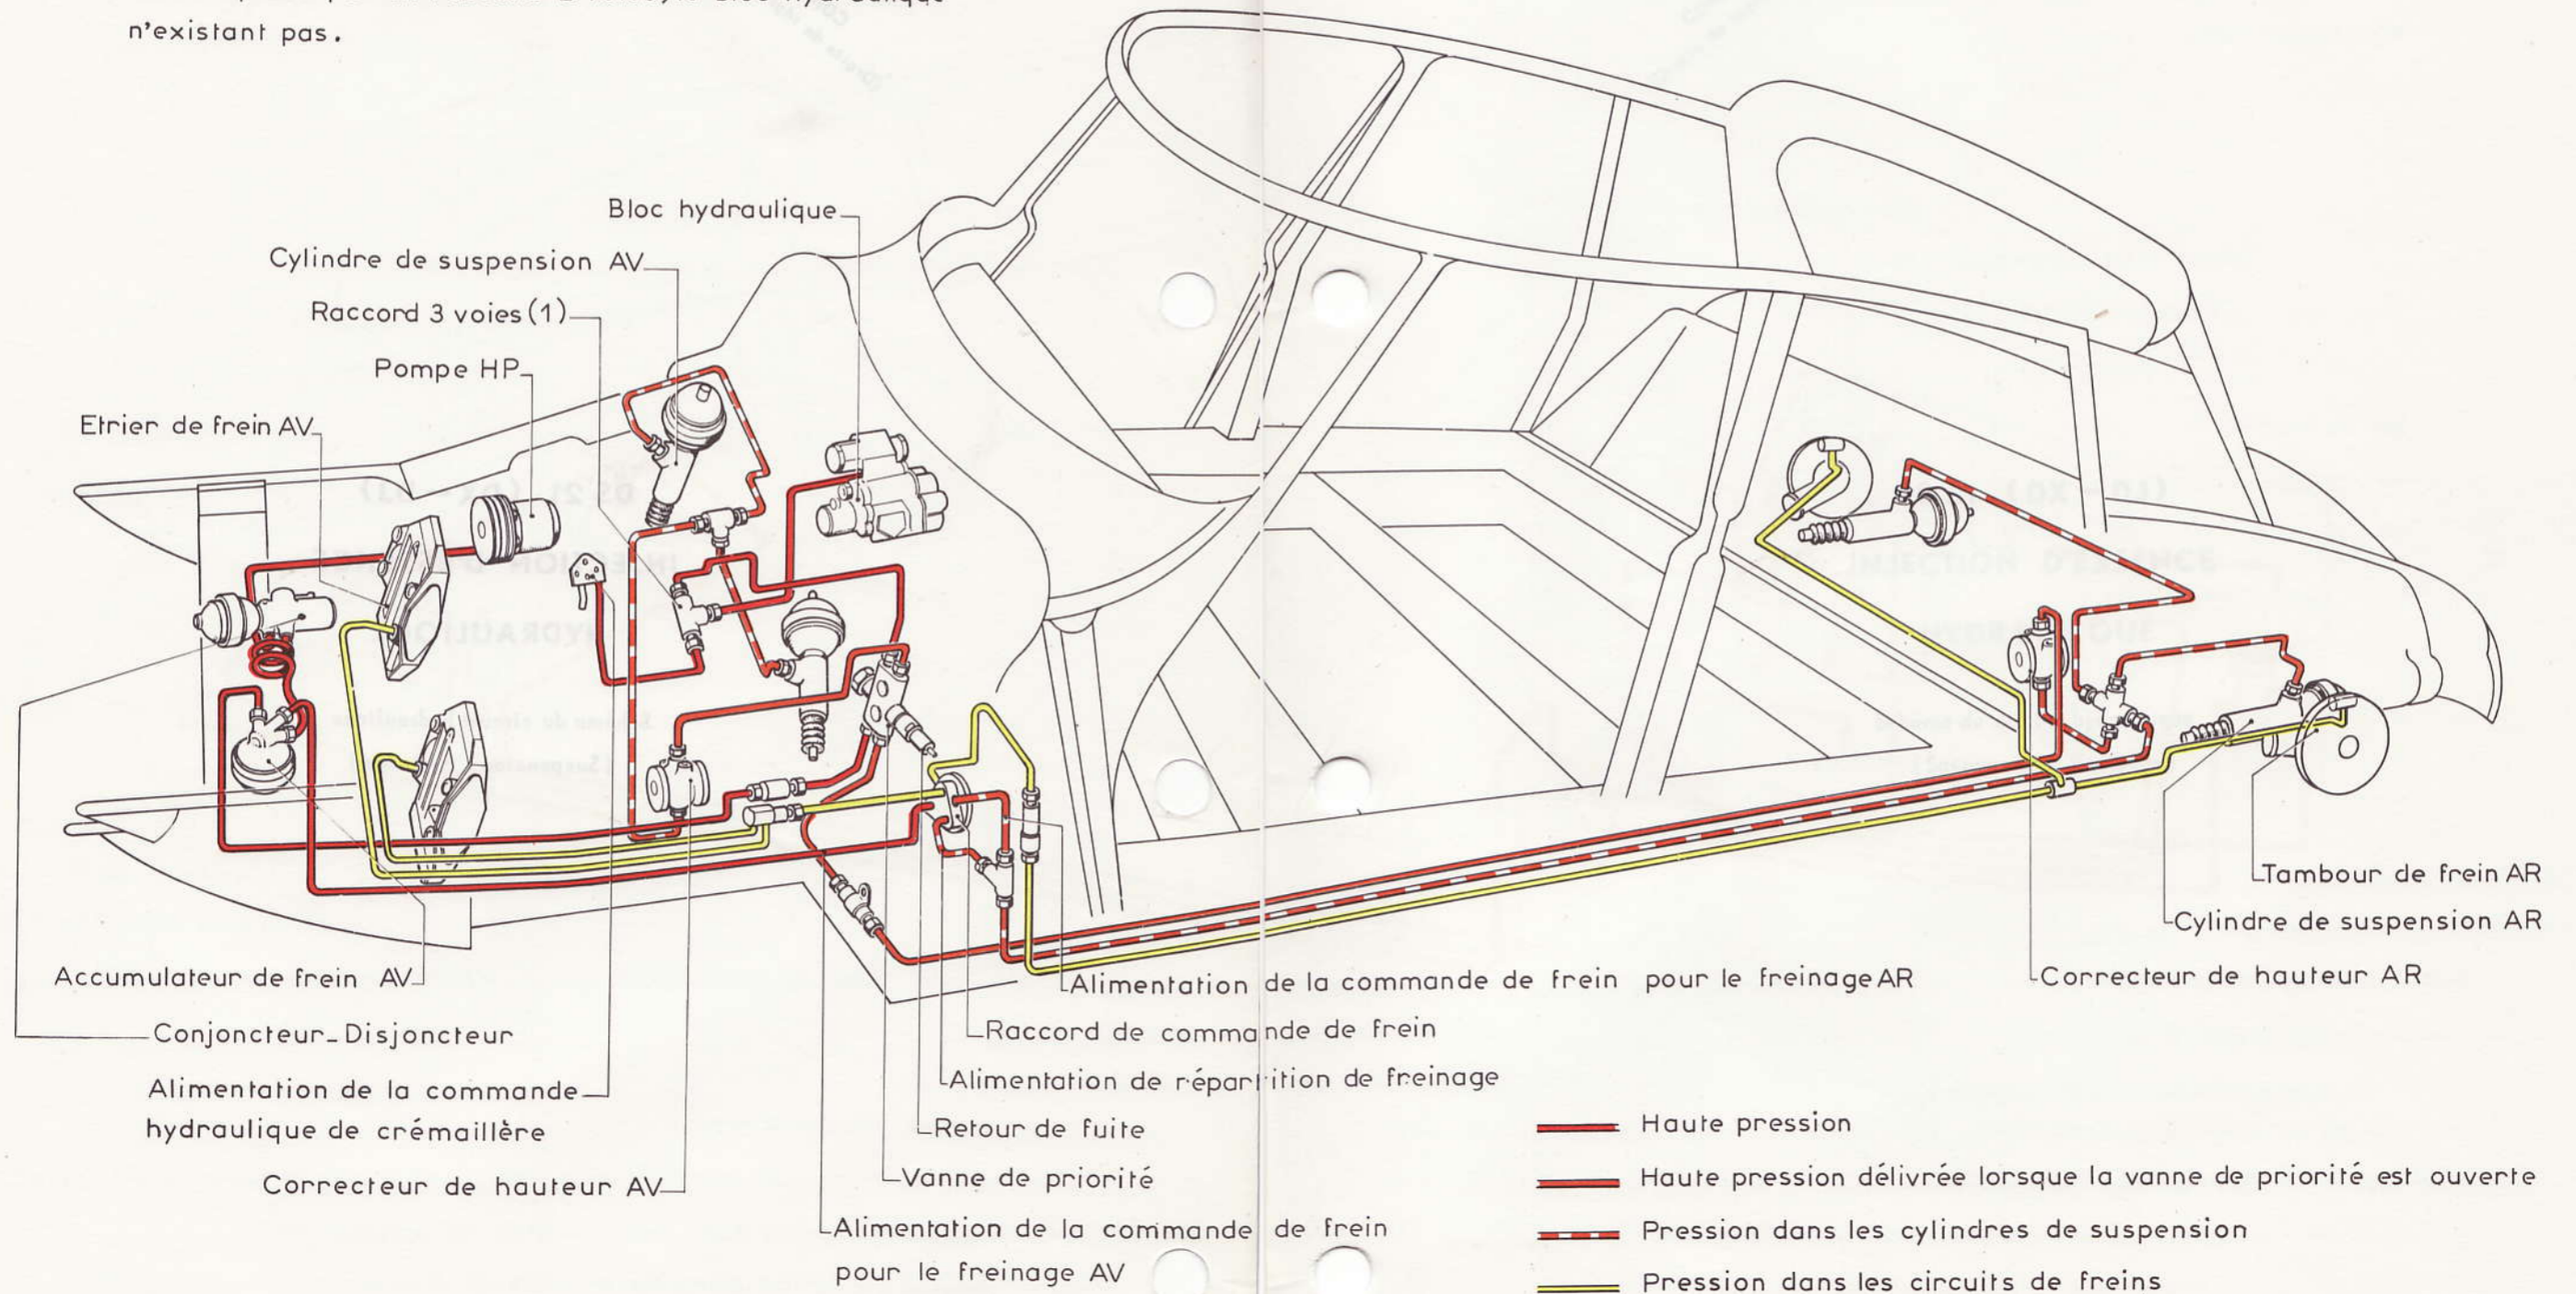 n'existant pas.
Bloc hydraulique
Cylindre de suspension AV
Raccord 3 voies (1)
Pompe HP
Etrier de frein AV
Accumulateur de frein AV
Conjoncteur_Disjoncteur
Alimentation de la commande
hydraulique de crémaillère
Correcteur de hauteur AV
Tambour de frein AR
Cylindre de suspension AR
Correcteur de hauteur AR
Alimentation de la commande de frein pour le freinage AR
Raccord de commande de frein
Alimentation de répartition de freinage
Retour de fuite
Vanne de priorité
Alimentation de la commande de frein
pour le freinage AV
Haute pression
Haute pression délivrée lorsque la vanne de priorité est ouverte
Pression dans les cylindres de suspension
Pression dans les circuits de freins